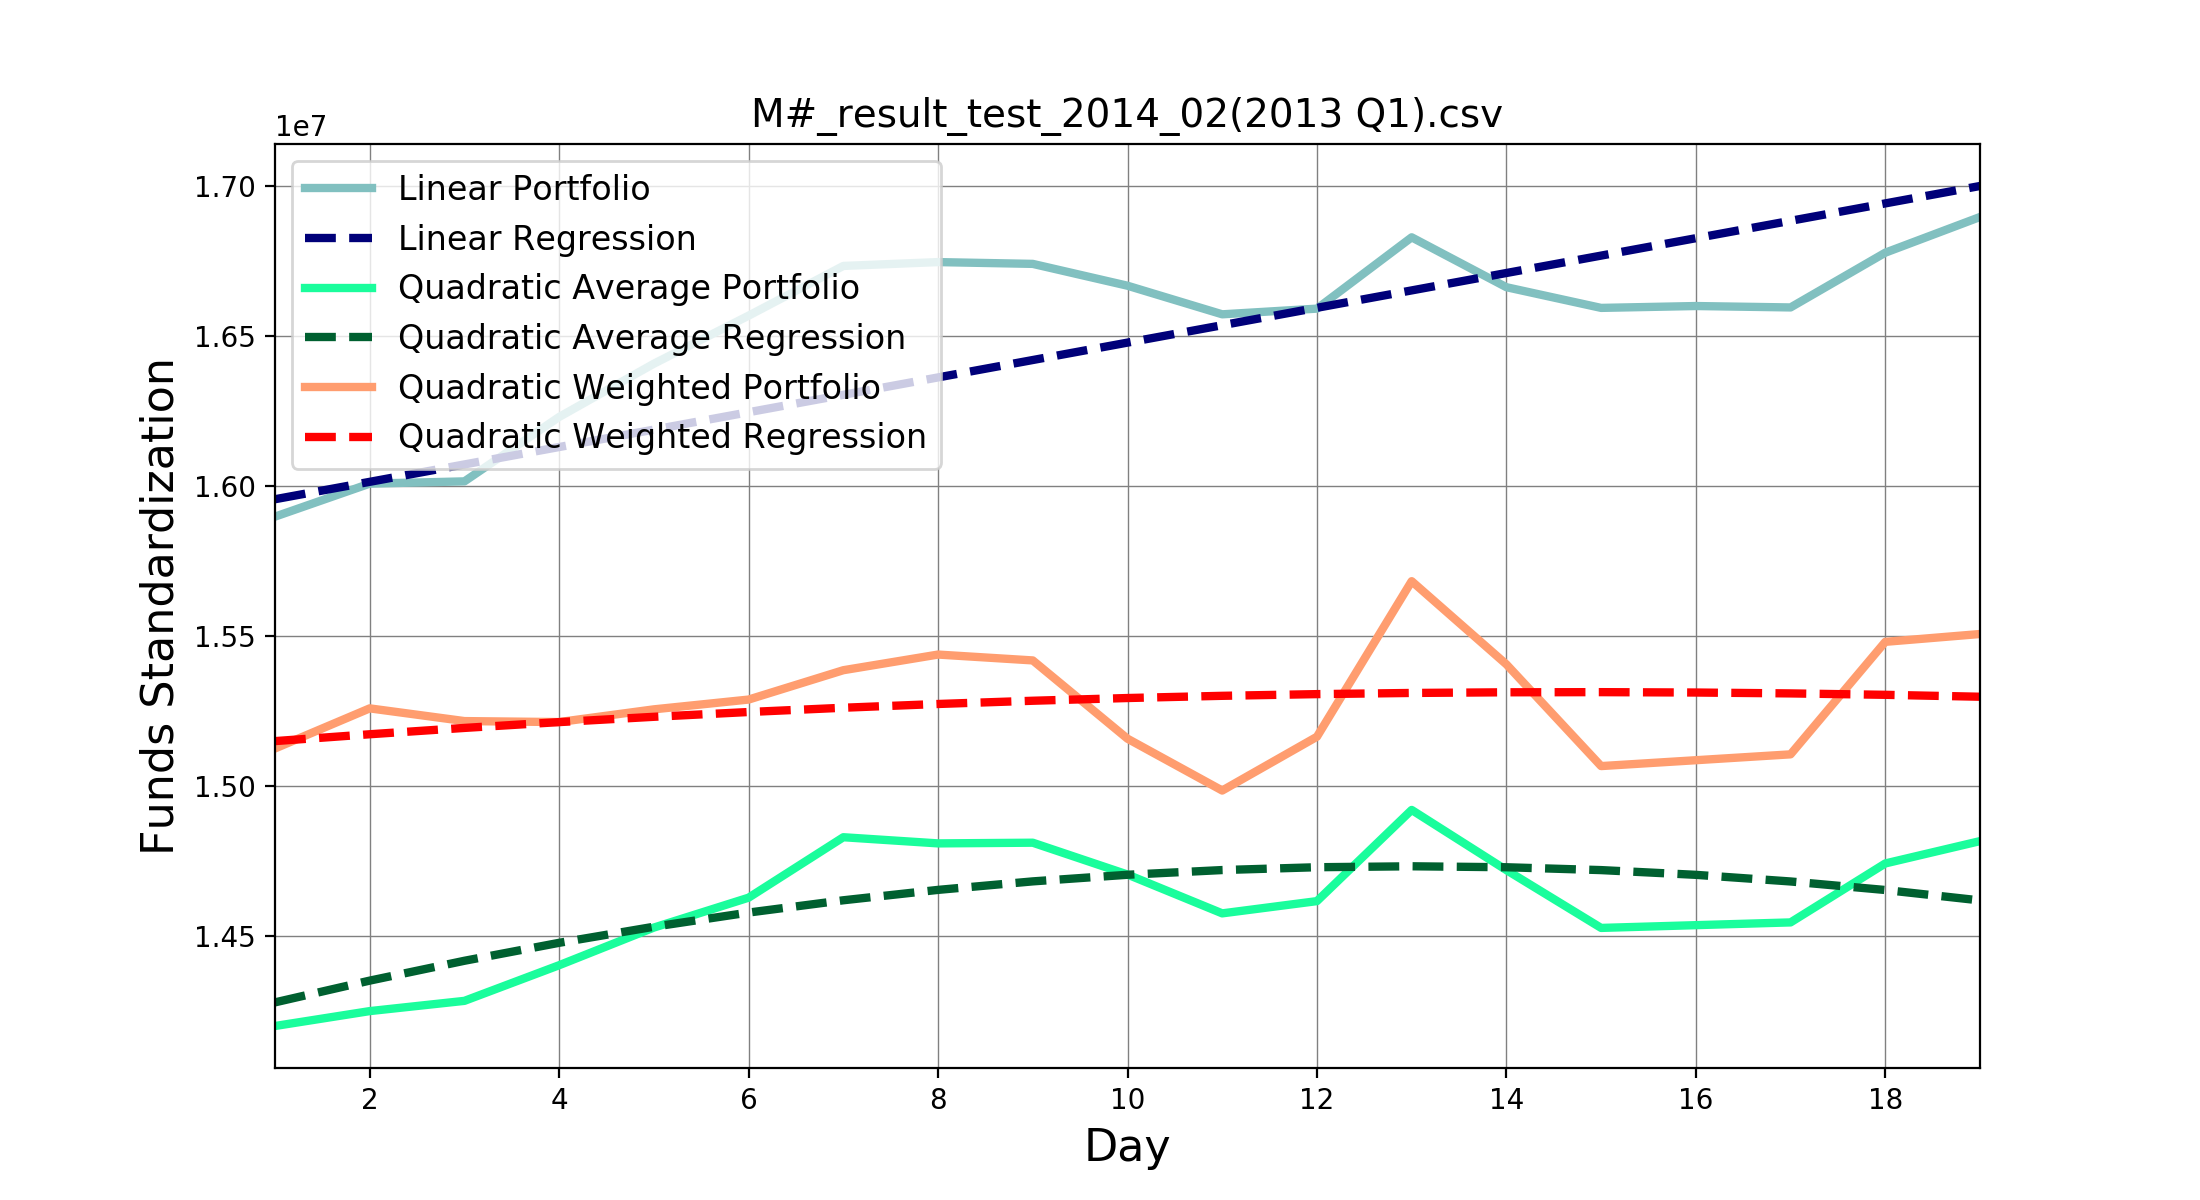 M#_result_test_2014_02(2013 Q1).csv
1e7
1.70
1.65
1.60
1.55
1.50
1.45
Funds Standardization
Linear Portfolio
Linear Regression
Quadratic Average Portfolio
Quadratic Average Regression
Quadratic Weighted Portfolio
Quadratic Weighted Regression
2 4 6 8 10 12 14 16 18
Day